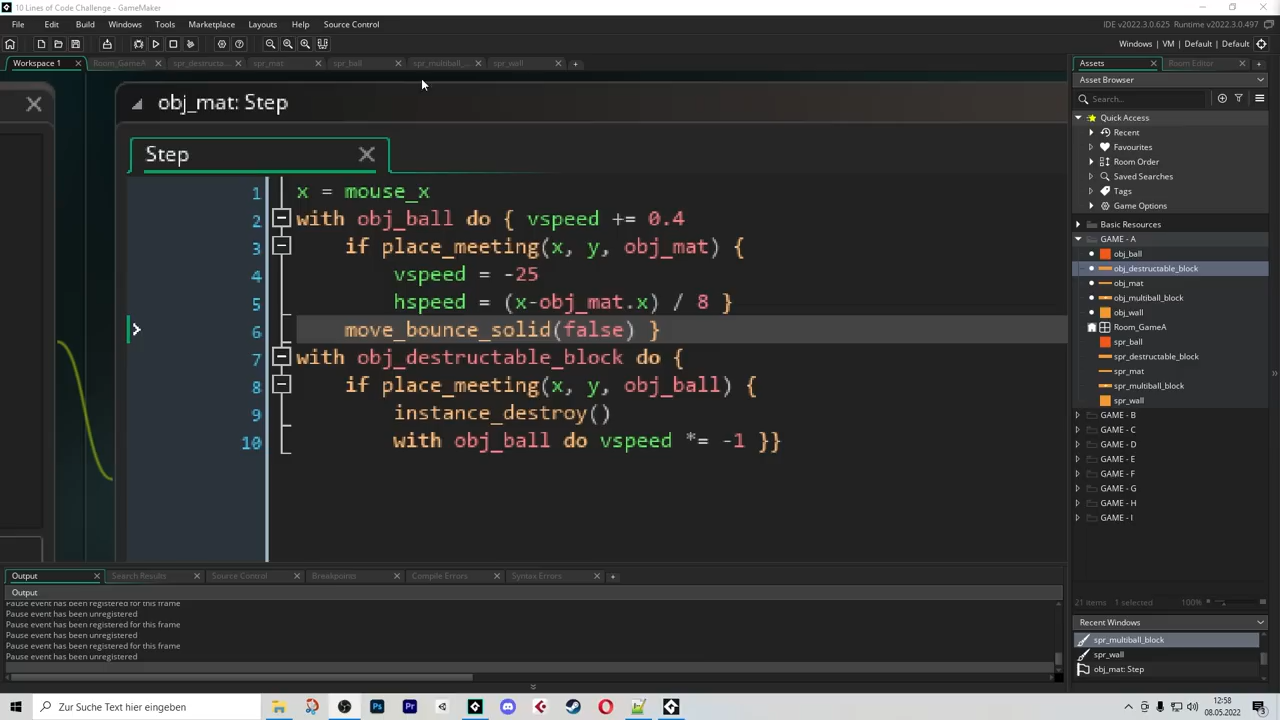 10 Lines of Code Challenge - GameMaker
File Edit Build Windows Tools Marketplace Layouts Help Source Control
IDE v2022.3.0.625 Runtime v2022.3.0.497
Windows | VM | Default | Default
Workspace 1 Room_GameA spr_destructa... spr_mat spr_ball spr_multiball_... spr_wall
Assets Room Editor
Asset Browser
Search...
obj_mat: Step
Step
1 x = mouse_x
2 with obj_ball do { vspeed += 0.4
3 if place_meeting(x, y, obj_mat) {
4 vspeed = -25
5 hspeed = (x-obj_mat.x) / 8 }
6 move_bounce_solid(false) }
7 with obj_destructable_block do {
8 if place_meeting(x, y, obj_ball) {
9 instance_destroy()
10 with obj_ball do vspeed *= -1 }}
Quick Access
Recent
Favourites
Room Order
Saved Searches
Tags
Game Options
Basic Resources
GAME - A
obj_ball
obj_destructable_block
obj_mat
obj_multiball_block
obj_wall
Room_GameA
spr_ball
spr_destructable_block
spr_mat
spr_multiball_block
spr_wall
GAME - B
GAME - C
GAME - D
GAME - E
GAME - F
GAME - G
GAME - H
GAME - I
21 items 1 selected 100%
Recent Windows
spr_multiball_block
spr_wall
obj_mat: Step
Output Search Results Source Control Breakpoints Compile Errors Syntax Errors
Output
Pause event has been registered for this frame
Pause event has been unregistered
Pause event has been registered for this frame
Pause event has been unregistered
Pause event has been registered for this frame
Pause event has been unregistered
Zur Suche Text hier eingeben
12:58
08.05.2022